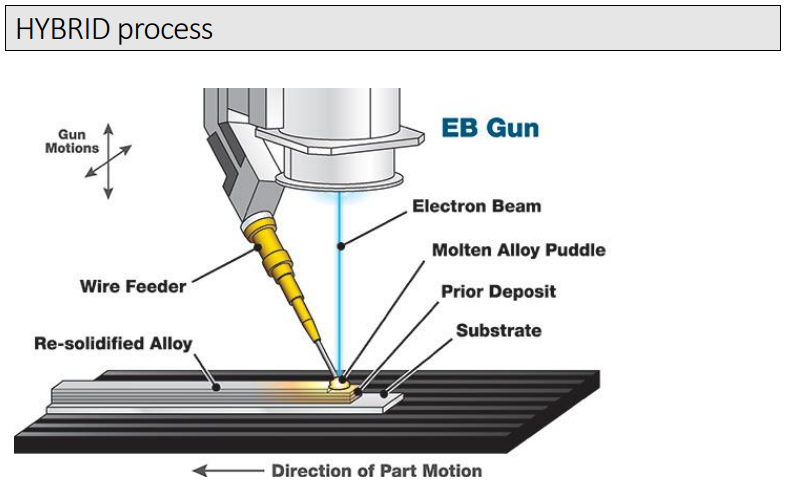 HYBRID process
EB Gun
Gun
Motions
Electron Beam
Molten Alloy Puddle
Wire Feeder
Prior Deposit
Substrate
Re-solidified Alloy
Direction of Part Motion